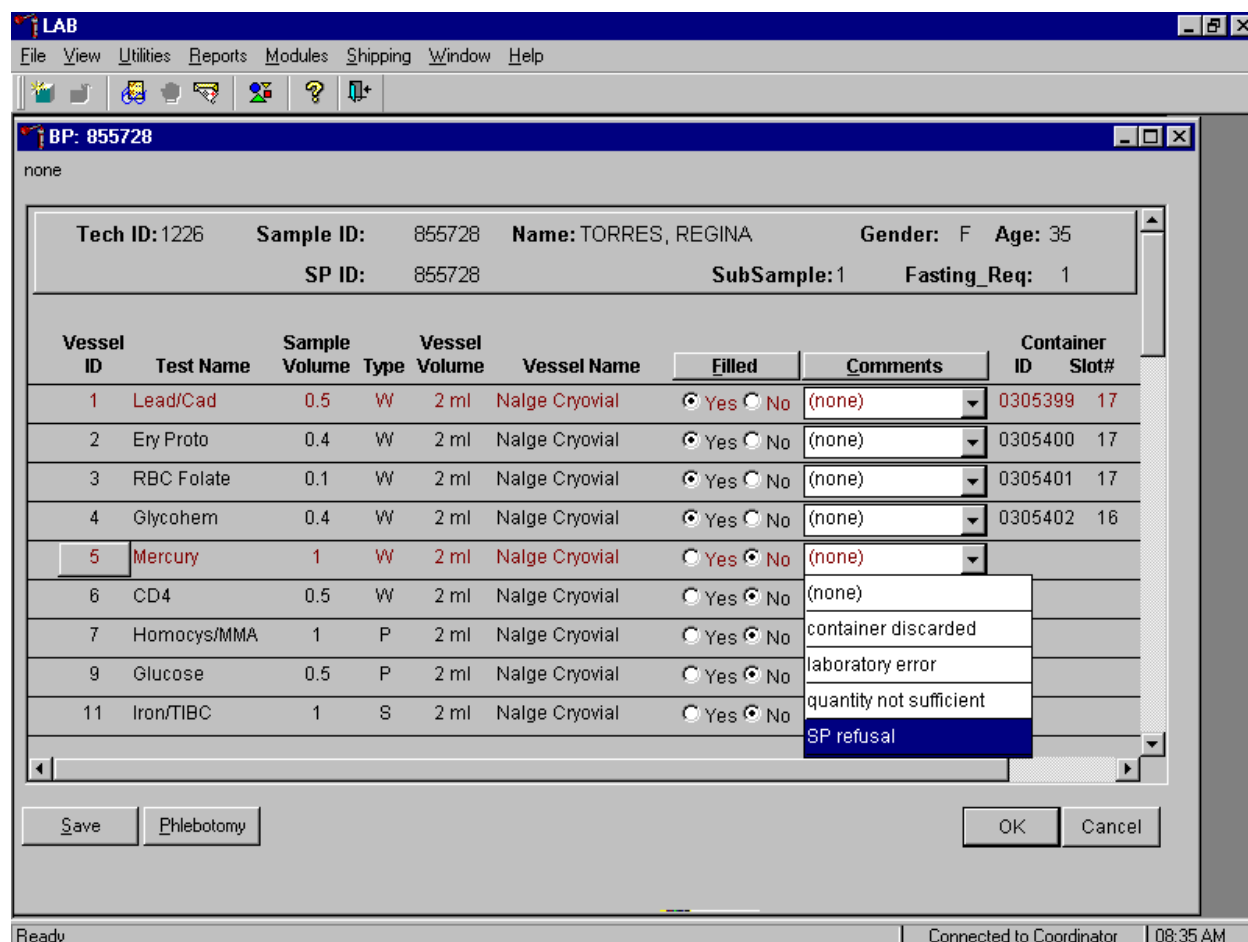 LAB
File View Utilities Reports Modules Shipping Window Help
BP: 855728
none
Tech ID: 1226 Sample ID: 855728 Name: TORRES, REGINA Gender: F Age: 35
SP ID: 855728 SubSample: 1 Fasting_Req: 1
Vessel Sample Vessel Container
ID Test Name Volume Type Volume Vessel Name Filled Comments ID Slot#
1 Lead/Cad 0.5 W 2 ml Nalge Cryovial Yes No (none) 0305399 17
2 Ery Proto 0.4 W 2 ml Nalge Cryovial Yes No (none) 0305400 17
3 RBC Folate 0.1 W 2 ml Nalge Cryovial Yes No (none) 0305401 17
4 Glycohem 0.4 W 2 ml Nalge Cryovial Yes No (none) 0305402 16
5 Mercury 1 W 2 ml Nalge Cryovial Yes No (none)
6 CD4 0.5 W 2 ml Nalge Cryovial Yes No (none)
7 Homocys/MMA 1 P 2 ml Nalge Cryovial Yes No container discarded
9 Glucose 0.5 P 2 ml Nalge Cryovial Yes No laboratory error
11 Iron/TIBC 1 S 2 ml Nalge Cryovial Yes No quantity not sufficient
SP refusal
Save Phlebotomy OK Cancel
Ready Connected to Coordinator 08:35 AM